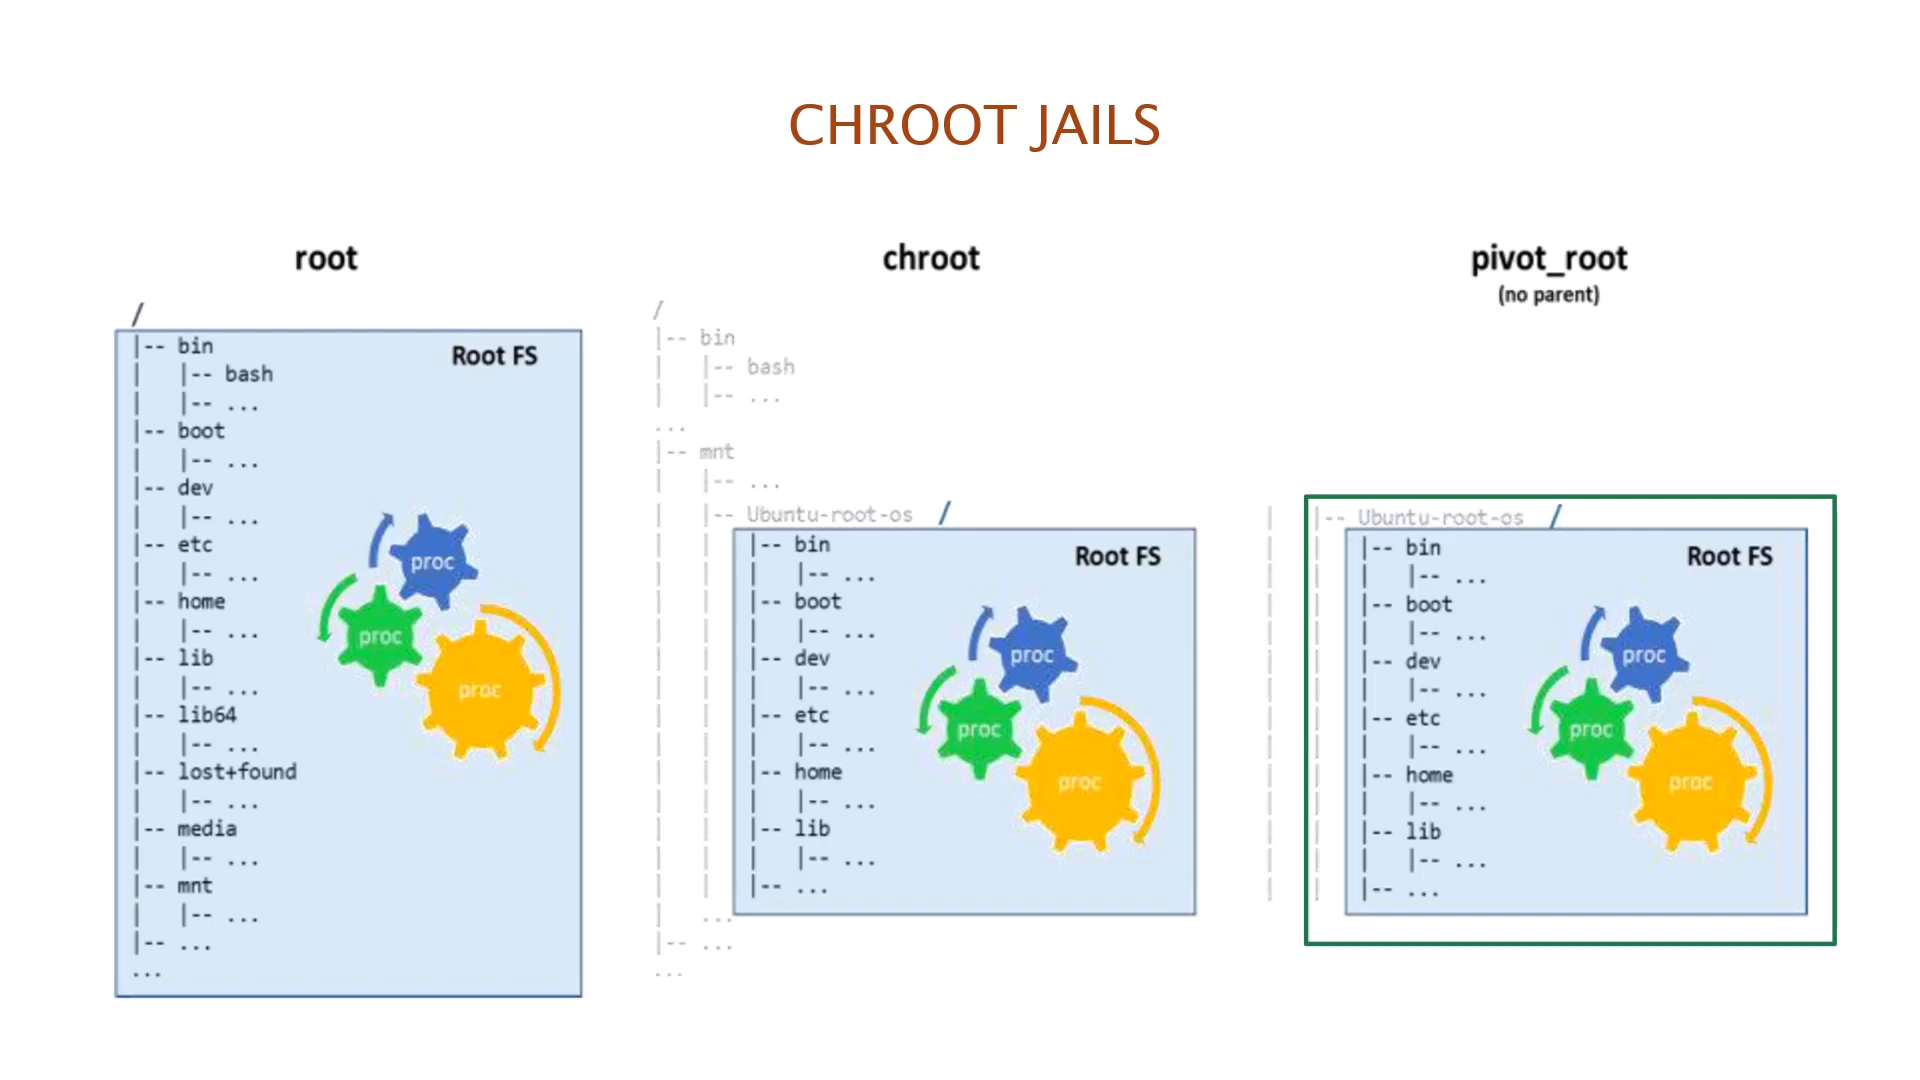 CHROOT JAILS
root
/
|-- bin
|   |-- bash
|   |-- ...
|-- boot
|   |-- ...
|-- dev
|   |-- ...
|-- etc
|   |-- ...
|-- home
|   |-- ...
|-- lib
|   |-- ...
|-- lib64
|   |-- ...
|-- lost+found
|   |-- ...
|-- media
|   |-- ...
|-- mnt
|   |-- ...
|-- ...
...
Root FS
proc
proc
proc
chroot
/
|-- bin
|   |-- bash
|   |-- ...
...
|-- mnt
|   |-- ...
|   |-- Ubuntu-root-os /
|   |   |-- bin
|   |   |   |-- ...
|   |   |-- boot
|   |   |   |-- ...
|   |   |-- dev
|   |   |   |-- ...
|   |   |-- etc
|   |   |   |-- ...
|   |   |-- home
|   |   |   |-- ...
|   |   |-- lib
|   |   |   |-- ...
|   |   |-- ...
|   ...
|-- ...
...
Root FS
proc
proc
proc
pivot_root
(no parent)
|   |-- Ubuntu-root-os /
|   |   |-- bin
|   |   |   |-- ...
|   |   |-- boot
|   |   |   |-- ...
|   |   |-- dev
|   |   |   |-- ...
|   |   |-- etc
|   |   |   |-- ...
|   |   |-- home
|   |   |   |-- ...
|   |   |-- lib
|   |   |   |-- ...
|   |   |-- ...
Root FS
proc
proc
proc